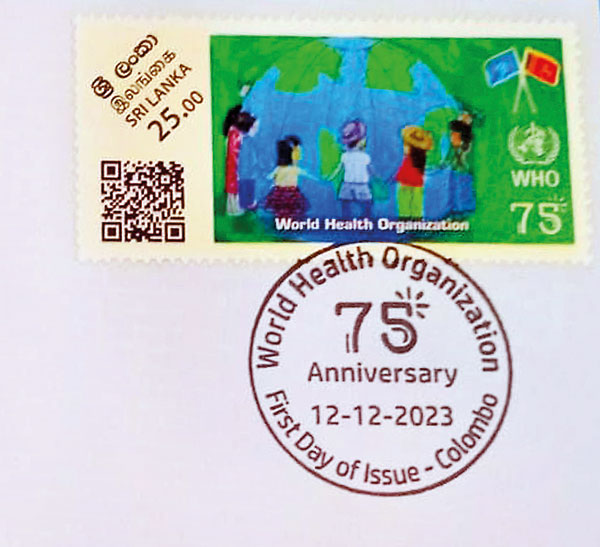 ශ්‍රී ලංකා
இலங்கை
SRI LANKA
25.00
World Health Organization
WHO
75
World Health Organization
75
Anniversary
12-12-2023
First Day of Issue - Colombo